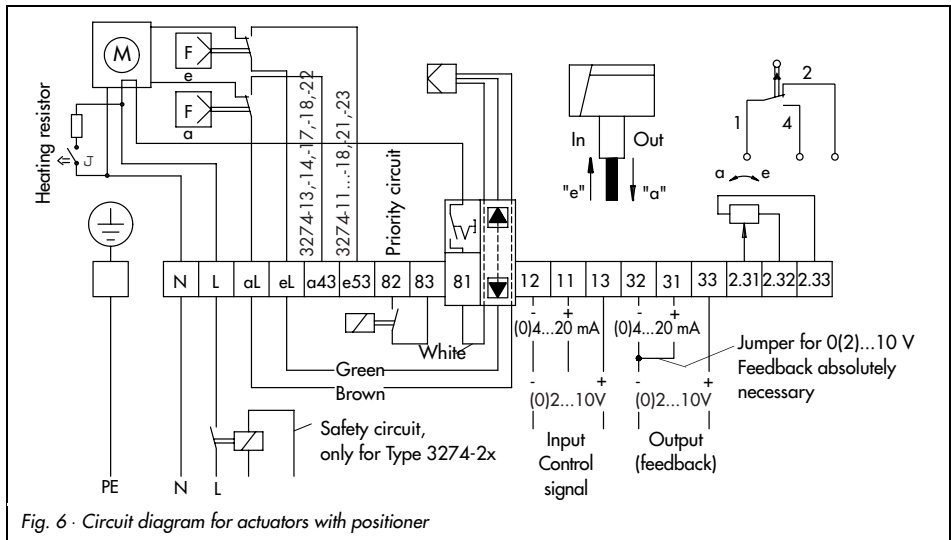 M
F
e
F
a
Heating resistor
J
3274-13,-14,-17,-18,-22
3274-11...-18,-21,-23
Priority circuit
In
Out
"e"
"a"
2
1
4
a
e
N
L
aL
eL
a43
e53
82
83
81
12
11
13
32
31
33
2.31
2.32
2.33
- +
(0)4...20 mA
- +
(0)4...20 mA
White
Green
Brown
Jumper for 0(2)...10 V
Feedback absolutely
necessary
- +
(0)2...10V
- +
(0)2...10V
Safety circuit,
only for Type 3274-2x
Input
Control
signal
Output
(feedback)
PE
N
L
Fig. 6 · Circuit diagram for actuators with positioner